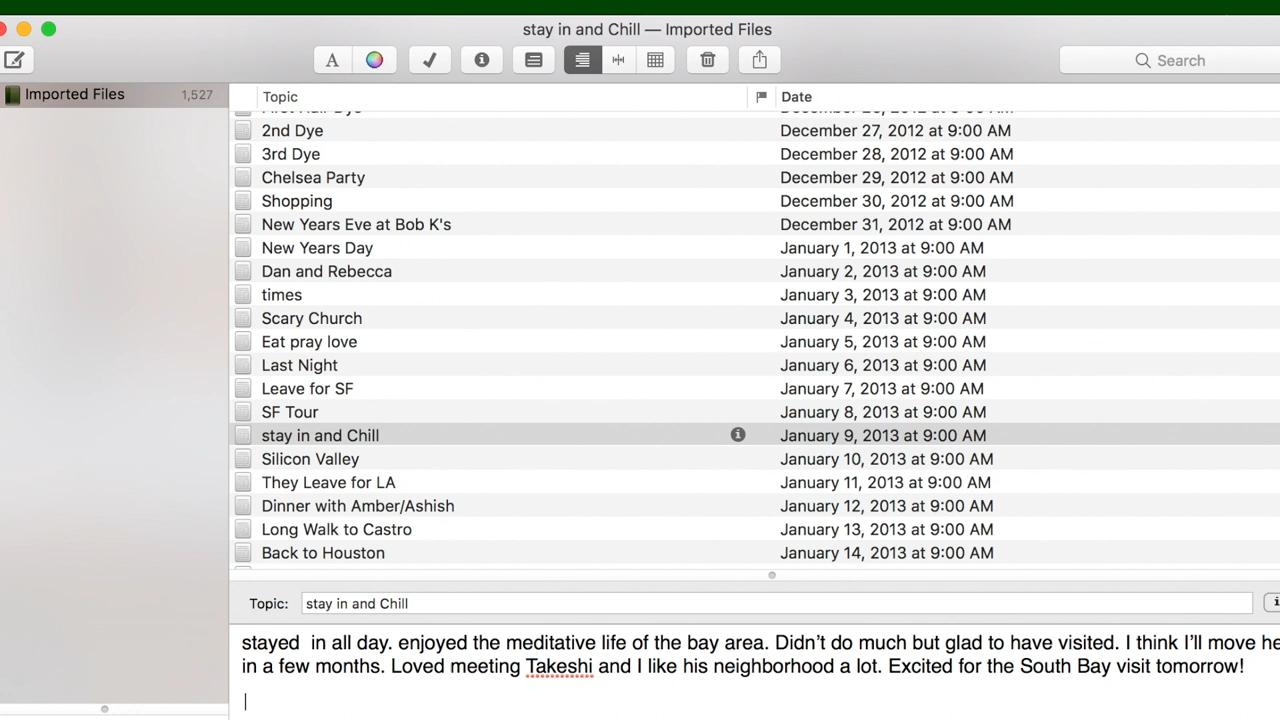 stay in and Chill — Imported Files
Search
Imported Files 1,527
Topic Date
2nd Dye December 27, 2012 at 9:00 AM
3rd Dye December 28, 2012 at 9:00 AM
Chelsea Party December 29, 2012 at 9:00 AM
Shopping December 30, 2012 at 9:00 AM
New Years Eve at Bob K's December 31, 2012 at 9:00 AM
New Years Day January 1, 2013 at 9:00 AM
Dan and Rebecca January 2, 2013 at 9:00 AM
times January 3, 2013 at 9:00 AM
Scary Church January 4, 2013 at 9:00 AM
Eat pray love January 5, 2013 at 9:00 AM
Last Night January 6, 2013 at 9:00 AM
Leave for SF January 7, 2013 at 9:00 AM
SF Tour January 8, 2013 at 9:00 AM
stay in and Chill January 9, 2013 at 9:00 AM
Silicon Valley January 10, 2013 at 9:00 AM
They Leave for LA January 11, 2013 at 9:00 AM
Dinner with Amber/Ashish January 12, 2013 at 9:00 AM
Long Walk to Castro January 13, 2013 at 9:00 AM
Back to Houston January 14, 2013 at 9:00 AM
Topic: stay in and Chill
stayed  in all day. enjoyed the meditative life of the bay area. Didn’t do much but glad to have visited. I think I’ll move he
in a few months. Loved meeting Takeshi and I like his neighborhood a lot. Excited for the South Bay visit tomorrow!